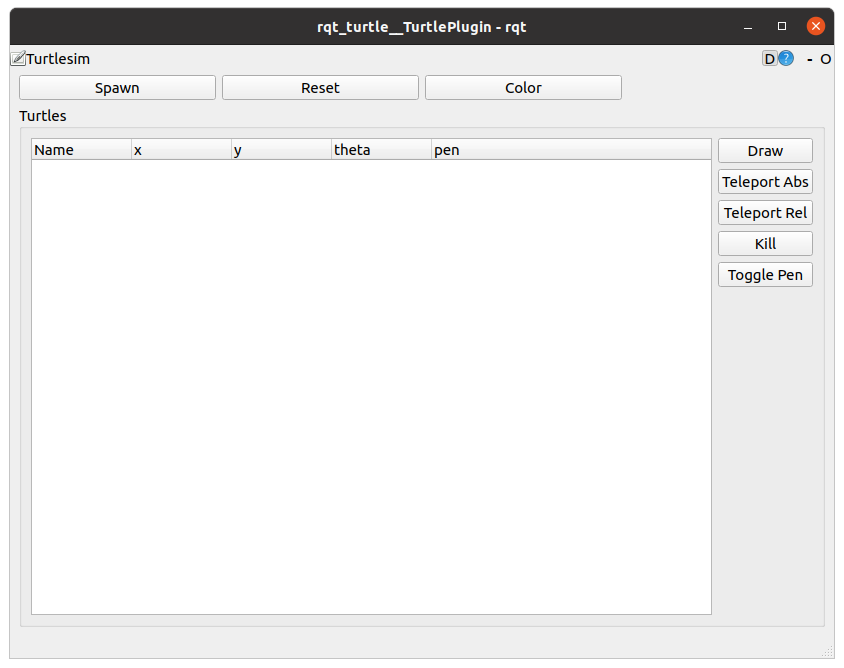 rqt_turtle__TurtlePlugin - rqt
Turtlesim D ? - O
Spawn Reset Color
Turtles
Name x y theta pen
Draw
Teleport Abs
Teleport Rel
Kill
Toggle Pen